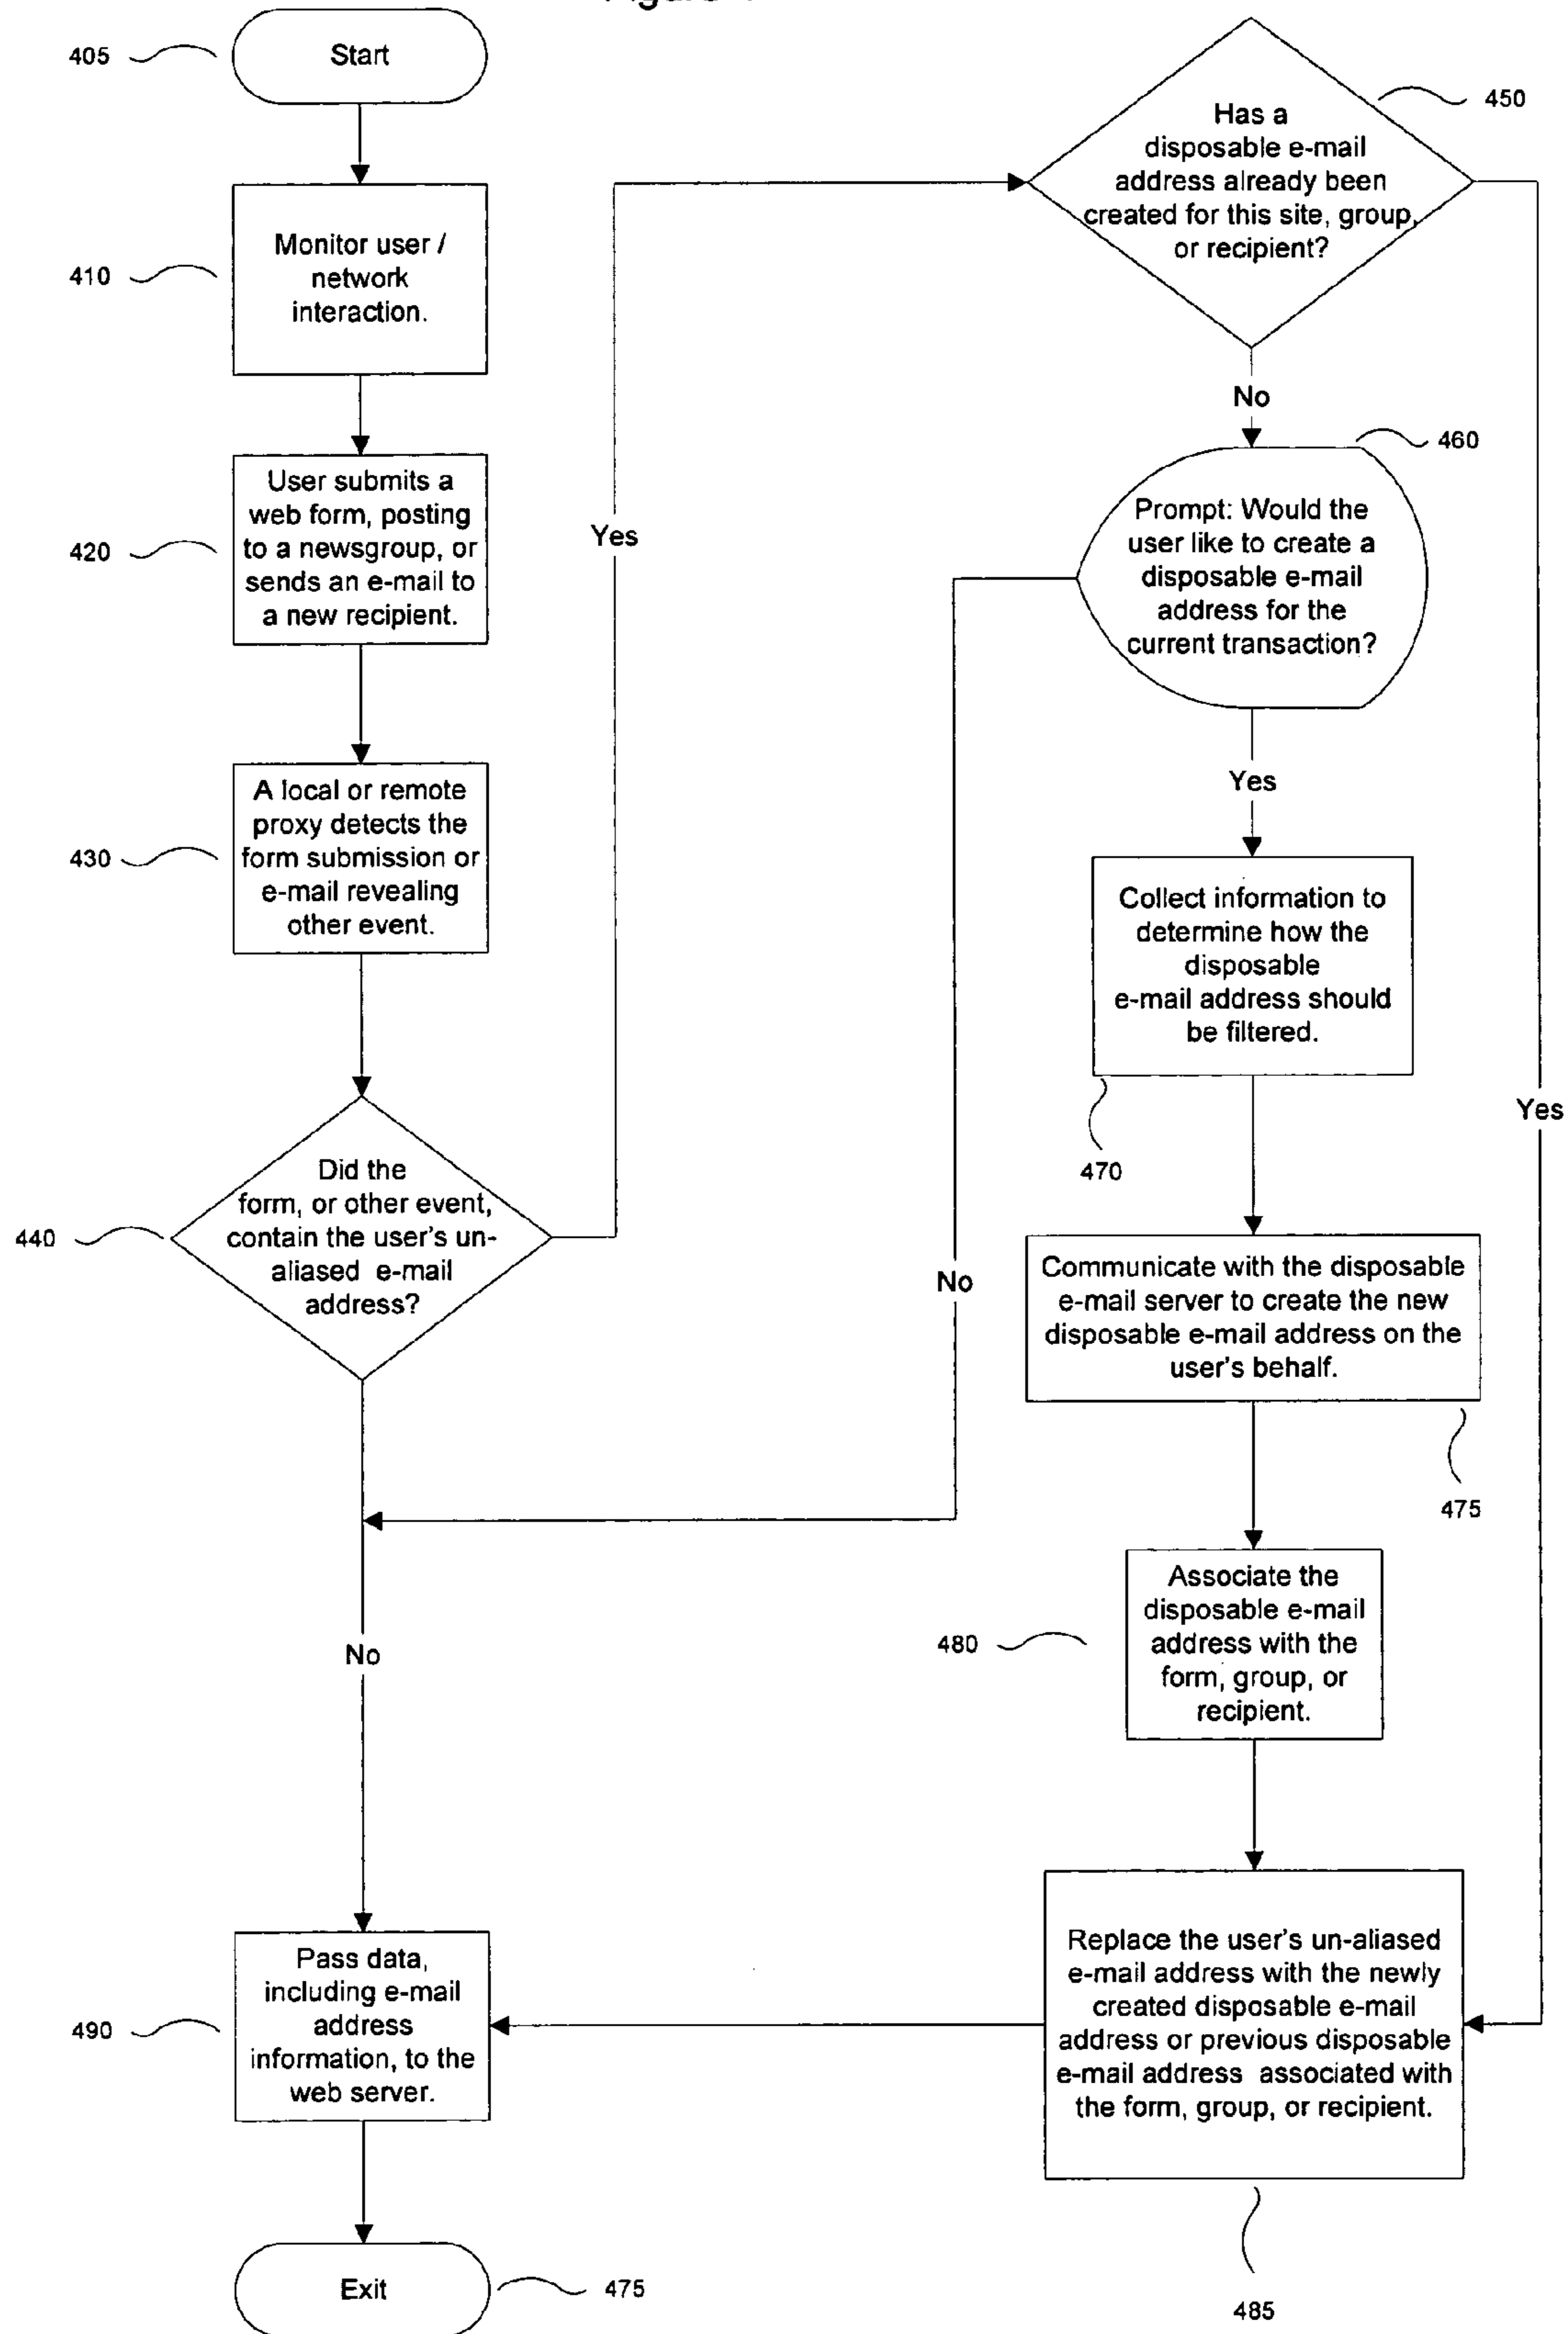 Start
405
Monitor user /
network
interaction.
410
User submits a
web form, posting
to a newsgroup, or
sends an e-mail to
a new recipient.
420
A local or remote
proxy detects the
form submission or
e-mail revealing
other event.
430
Did the
form, or other event,
contain the user's un-
aliased e-mail
address?
440
Yes
No
Has a
disposable e-mail
address already been
created for this site, group,
or recipient?
450
No
Yes
Prompt: Would the
user like to create a
disposable e-mail
address for the
current transaction?
460
No
Yes
Collect information to
determine how the
disposable
e-mail address should
be filtered.
470
Communicate with the disposable
e-mail server to create the new
disposable e-mail address on the
user's behalf.
475
Associate the
disposable e-mail
address with the
form, group, or
recipient.
480
Replace the user's un-aliased
e-mail address with the newly
created disposable e-mail
address or previous disposable
e-mail address associated with
the form, group, or recipient.
485
Pass data,
including e-mail
address
information, to the
web server.
490
Exit
475